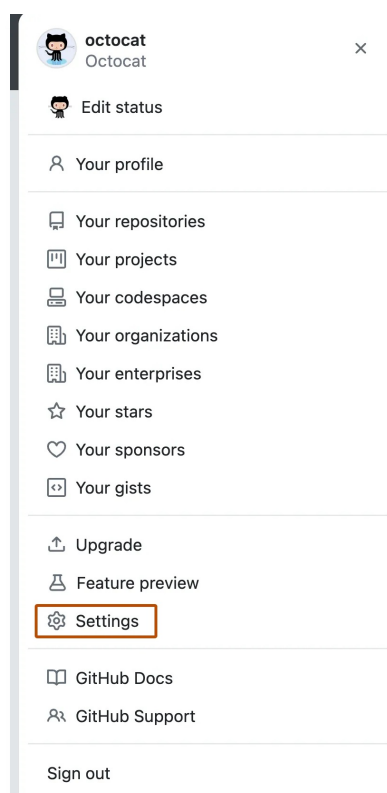 octocat
Octocat
Edit status
Your profile
Your repositories
Your projects
Your codespaces
Your organizations
Your enterprises
Your stars
Your sponsors
Your gists
Upgrade
Feature preview
Settings
GitHub Docs
GitHub Support
Sign out